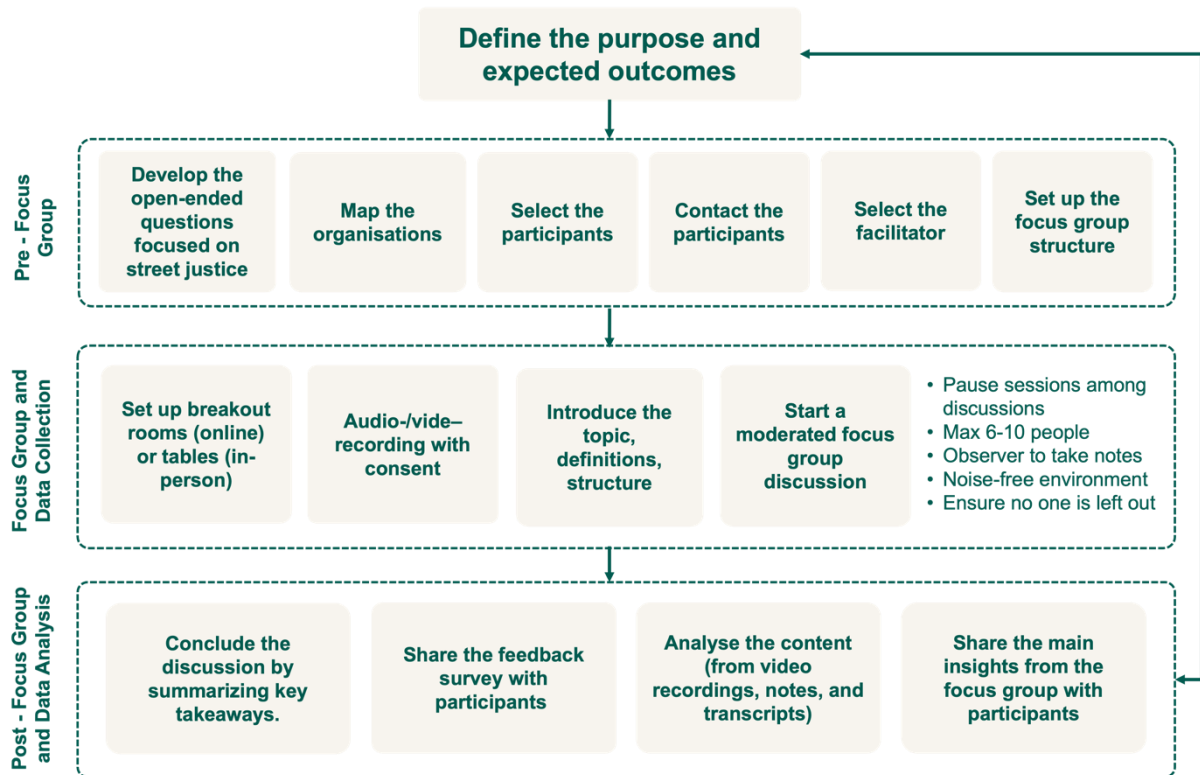 Define the purpose and
expected outcomes
Pre - Focus
Group
Develop the
open-ended
questions
focused on
street justice
Map the
organisations
Select the
participants
Contact the
participants
Select the
facilitator
Set up the
focus group
structure
Focus Group and
Data Collection
Set up breakout
rooms (online)
or tables (in-
person)
Audio-/vide–
recording with
consent
Introduce the
topic,
definitions,
structure
Start a
moderated focus
group
discussion
• Pause sessions among
discussions
• Max 6-10 people
• Observer to take notes
• Noise-free environment
• Ensure no one is left out
Post - Focus Group
and Data Analysis
Conclude the
discussion by
summarizing key
takeaways.
Share the feedback
survey with
participants
Analyse the content
(from video
recordings, notes, and
transcripts)
Share the main
insights from the
focus group with
participants